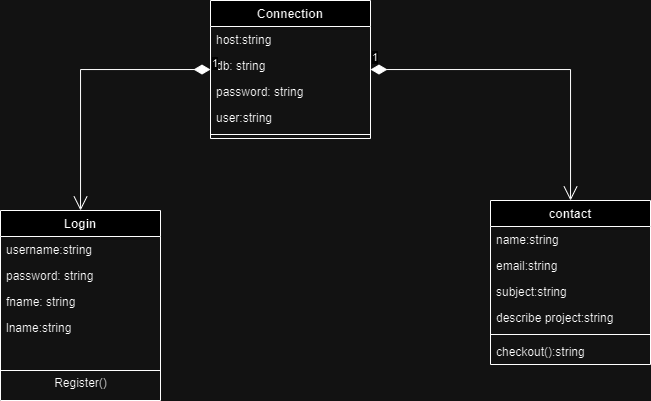 Connection
host:string
db: string
password: string
user:string
1
1
Login
username:string
password: string
fname: string
lname:string
Register()
contact
name:string
email:string
subject:string
describe project:string
checkout():string